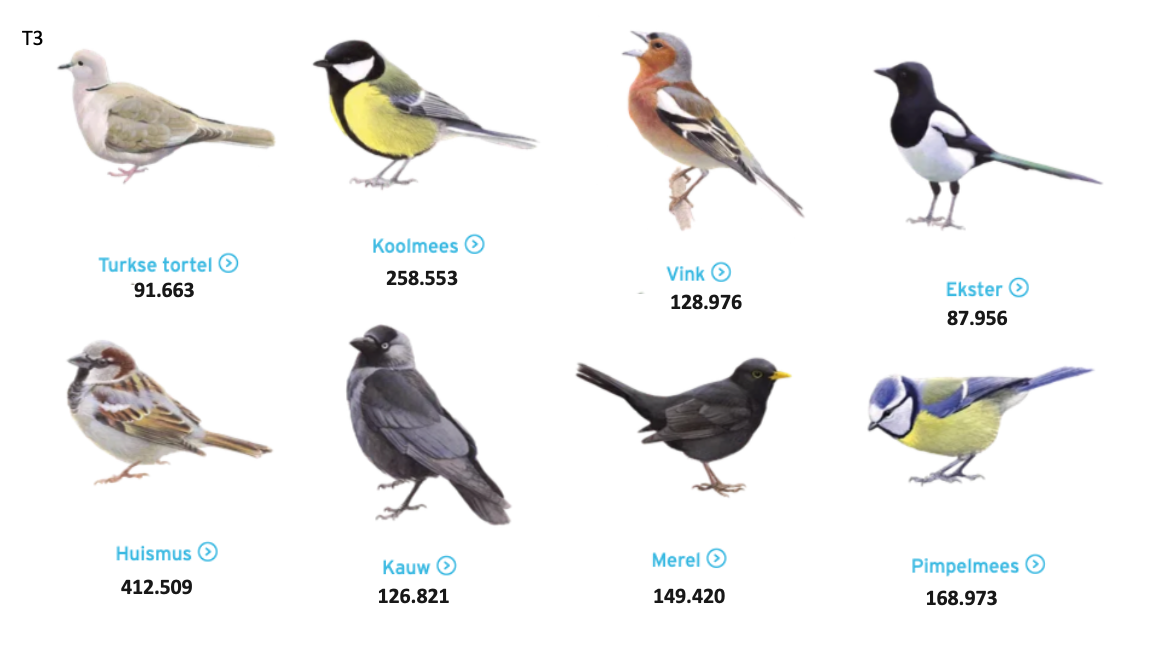 T3
Turkse tortel
91.663
Koolmees
258.553
Vink
128.976
Ekster
87.956
Huismus
412.509
Kauw
126.821
Merel
149.420
Pimpelmees
168.973